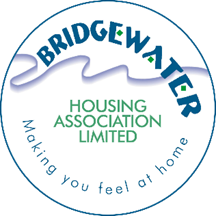 BRIDGEWATER
HOUSING
ASSOCIATION
LIMITED
Making you feel at home